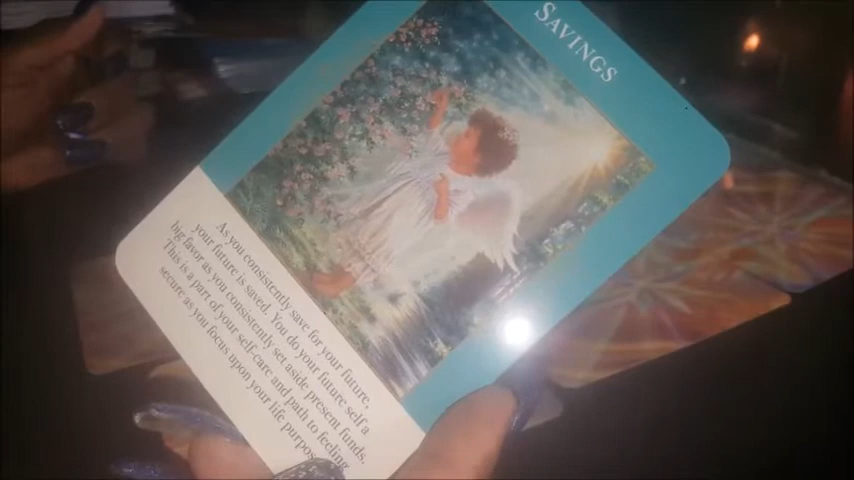 SAVINGS
As you consistently save for your future,
your future is saved. You do your future self a
big favor as you consistently set aside present funds.
This is a part of your self-care and path to feeling
secure as you focus upon your life